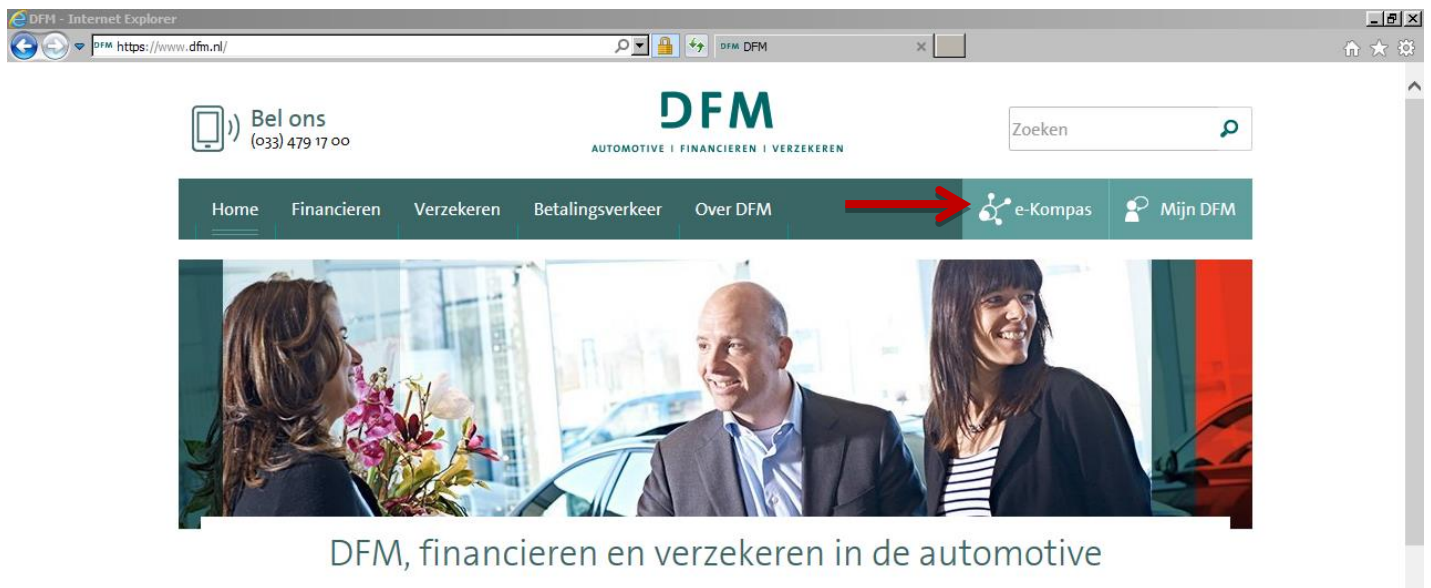 DFM - Internet Explorer
DFM https://www.dfm.nl/
DFM DFM
Bel ons
(033) 479 17 00
DFM
AUTOMOTIVE | FINANCIEREN | VERZEKEREN
Zoeken
Home Financieren Verzekeren Betalingsverkeer Over DFM e-Kompas Mijn DFM
DFM, financieren en verzekeren in de automotive